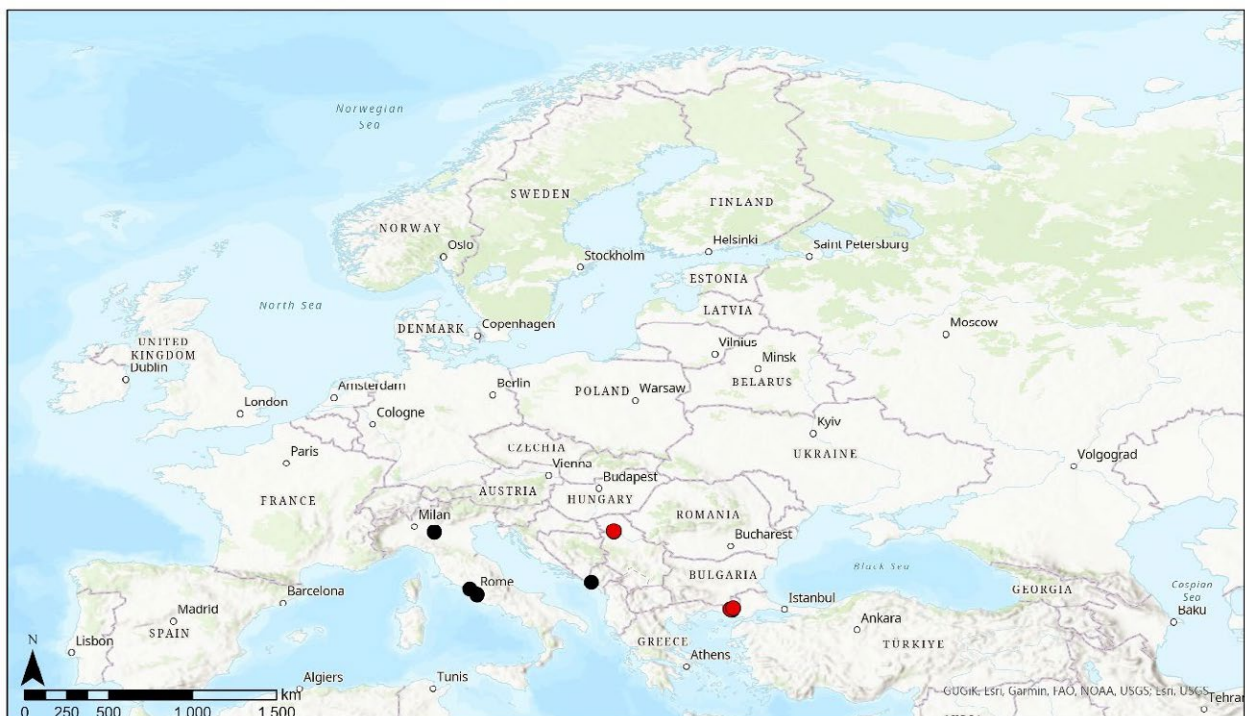 Norwegian
Sea
SWEDEN
FINLAND
NORWAY
Oslo
Helsinki
Saint Petersburg
Stockholm
ESTONIA
North Sea
LATVIA
DENMARK
Copenhagen
Moscow
UNITED
KINGDOM
Dublin
Vilnius
Minsk
BELARUS
Amsterdam
Berlin
POLAND
Warsaw
London
Cologne
Kyiv
UKRAINE
Paris
CZECHIA
Vienna
Volgograd
Budapest
FRANCE
AUSTRIA
HUNGARY
Milan
ROMANIA
Bucharest
Black Sea
BULGARIA
GEORGIA
Caspian
Sea
Rome
Barcelona
Istanbul
Baku
Madrid
SPAIN
Ankara
TÜRKIYE
Lisbon
GREECE
Athens
N
Algiers
Tunis
km
GUGiK, Esri, Garmin, FAO, NOAA, USGS; Esri, USGS
Tehran
0 250 500 1.000 1.500